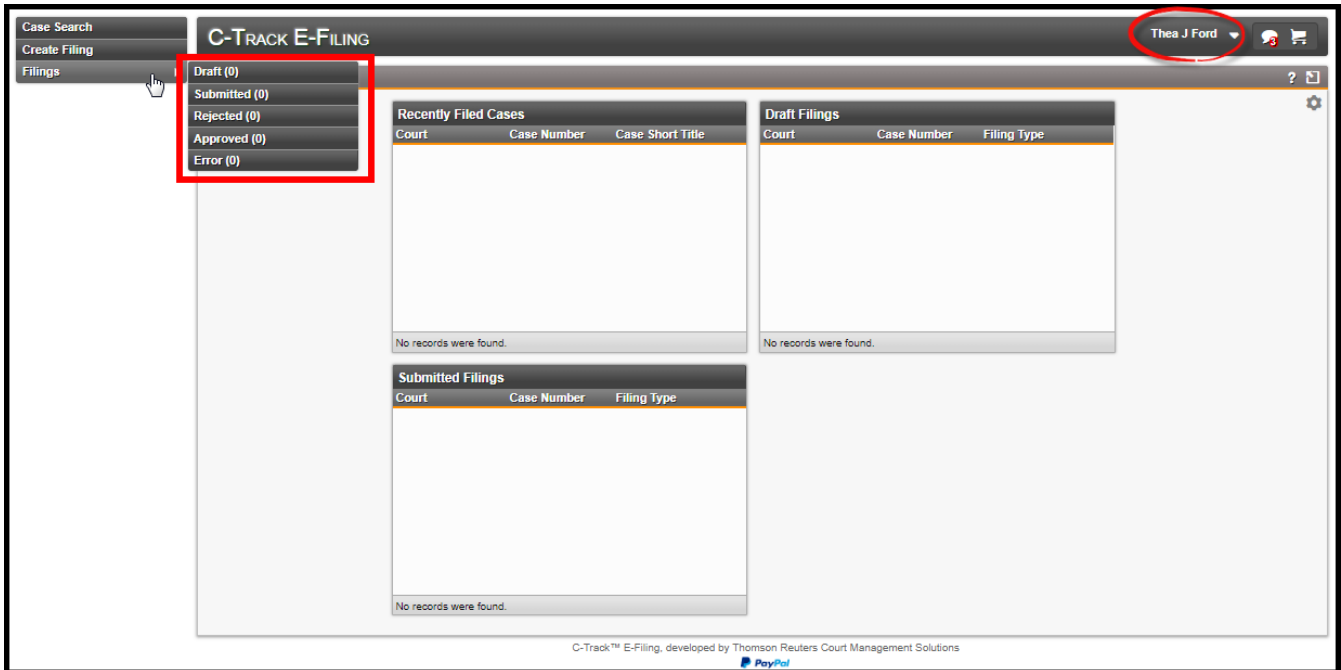 Case Search
Create Filing
Filings
C-Track E-Filing
Thea J Ford
3
?
Draft (0)
Submitted (0)
Rejected (0)
Approved (0)
Error (0)
Recently Filed Cases
Court Case Number Case Short Title
No records were found.
Draft Filings
Court Case Number Filing Type
No records were found.
Submitted Filings
Court Case Number Filing Type
No records were found.
C-Track™ E-Filing, developed by Thomson Reuters Court Management Solutions
PayPal